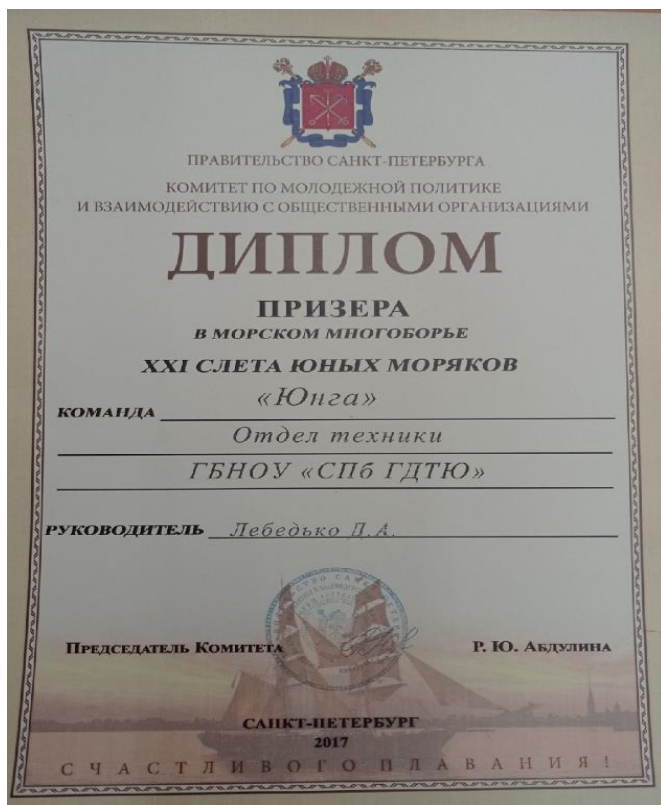 ПРАВИТЕЛЬСТВО САНКТ-ПЕТЕРБУРГА
КОМИТЕТ ПО МОЛОДЕЖНОЙ ПОЛИТИКЕ
И ВЗАИМОДЕЙСТВИЮ С ОБЩЕСТВЕННЫМИ ОРГАНИЗАЦИЯМИ
ДИПЛОМ
ПРИЗЕРА
В МОРСКОМ МНОГОБОРЬЕ
XXI СЛЕТА ЮНЫХ МОРЯКОВ
КОМАНДА «Юнга»
Отдел техники
ГБНОУ «СПб ГДТЮ»
РУКОВОДИТЕЛЬ Лебедько Д.А.
ПРЕДСЕДАТЕЛЬ КОМИТЕТА Р. Ю. АБДУЛИНА
САНКТ-ПЕТЕРБУРГ
2017
СЧАСТЛИВОГО ПЛАВАНИЯ!